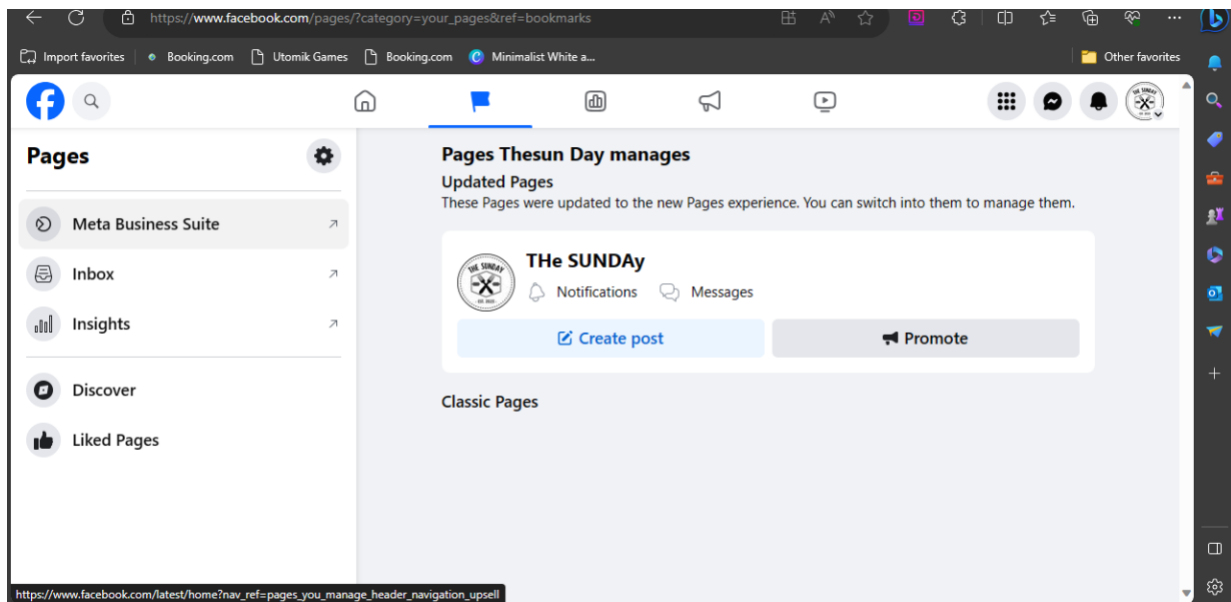 https://www.facebook.com/pages/?category=your_pages&ref=bookmarks
Import favorites
Booking.com
Utomik Games
Booking.com
Minimalist White a...
Other favorites
Pages
Meta Business Suite
Inbox
Insights
Discover
Liked Pages
Pages Thesun Day manages
Updated Pages
These Pages were updated to the new Pages experience. You can switch into them to manage them.
THE SUNDAY
THe SUNDAy
Notifications
Messages
Create post
Promote
Classic Pages
https://www.facebook.com/latest/home?nav_ref=pages_you_manage_header_navigation_upsell